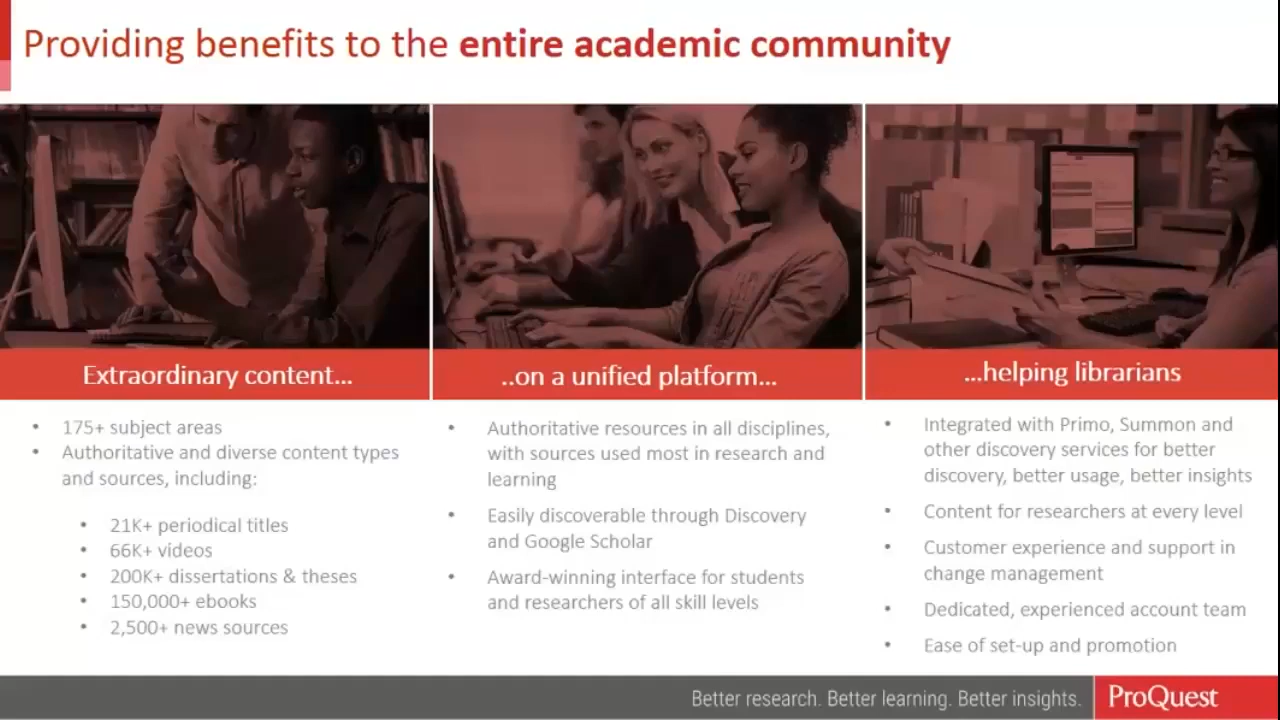 Providing benefits to the entire academic community
Extraordinary content...
• 175+ subject areas
• Authoritative and diverse content types
and sources, including:
• 21K+ periodical titles
• 66K+ videos
• 200K+ dissertations & theses
• 150,000+ ebooks
• 2,500+ news sources
..on a unified platform...
• Authoritative resources in all disciplines,
with sources used most in research and
learning
• Easily discoverable through Discovery
and Google Scholar
• Award-winning interface for students
and researchers of all skill levels
...helping librarians
• Integrated with Primo, Summon and
other discovery services for better
discovery, better usage, better insights
• Content for researchers at every level
• Customer experience and support in
change management
• Dedicated, experienced account team
• Ease of set-up and promotion
Better research. Better learning. Better insights.
ProQuest